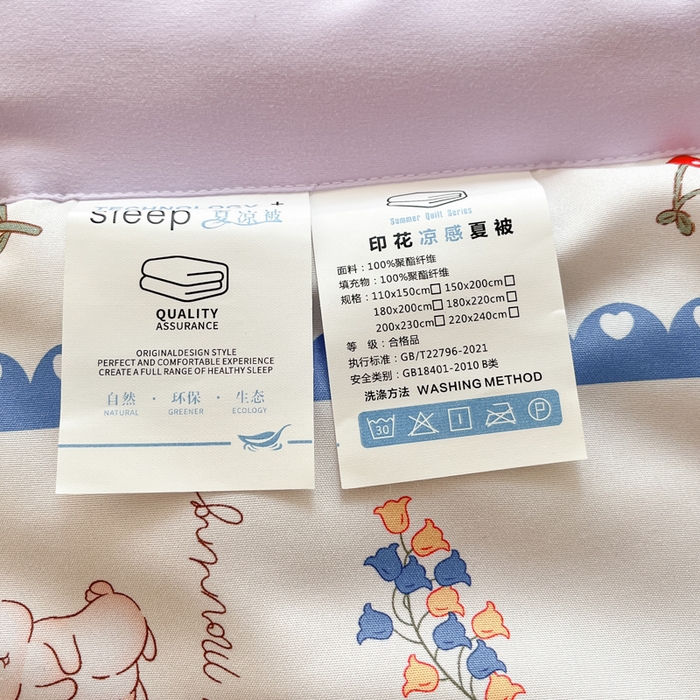 TECHNOLOGY +
Sleep 夏凉被
QUALITY
ASSURANCE
ORIGINALDESIGN STYLE
PERFECT AND COMFORTABLE EXPERIENCE
CREATE A FULL RANGE OF HEALTHY SLEEP
自然 · 环保 · 生态
NATURAL GREENER ECOLOGY
Summer Quilt Series
印花凉感夏被
面料：100%聚酯纤维
填充物：100%聚酯纤维
规格：110x150cm□ 150x200cm□
180x200cm□ 180x220cm□
200x230cm□ 220x240cm□
等 级：合格品
执行标准：GB/T22796-2021
安全类别：GB18401-2010 B类
洗涤方法 WASHING METHOD
30 P